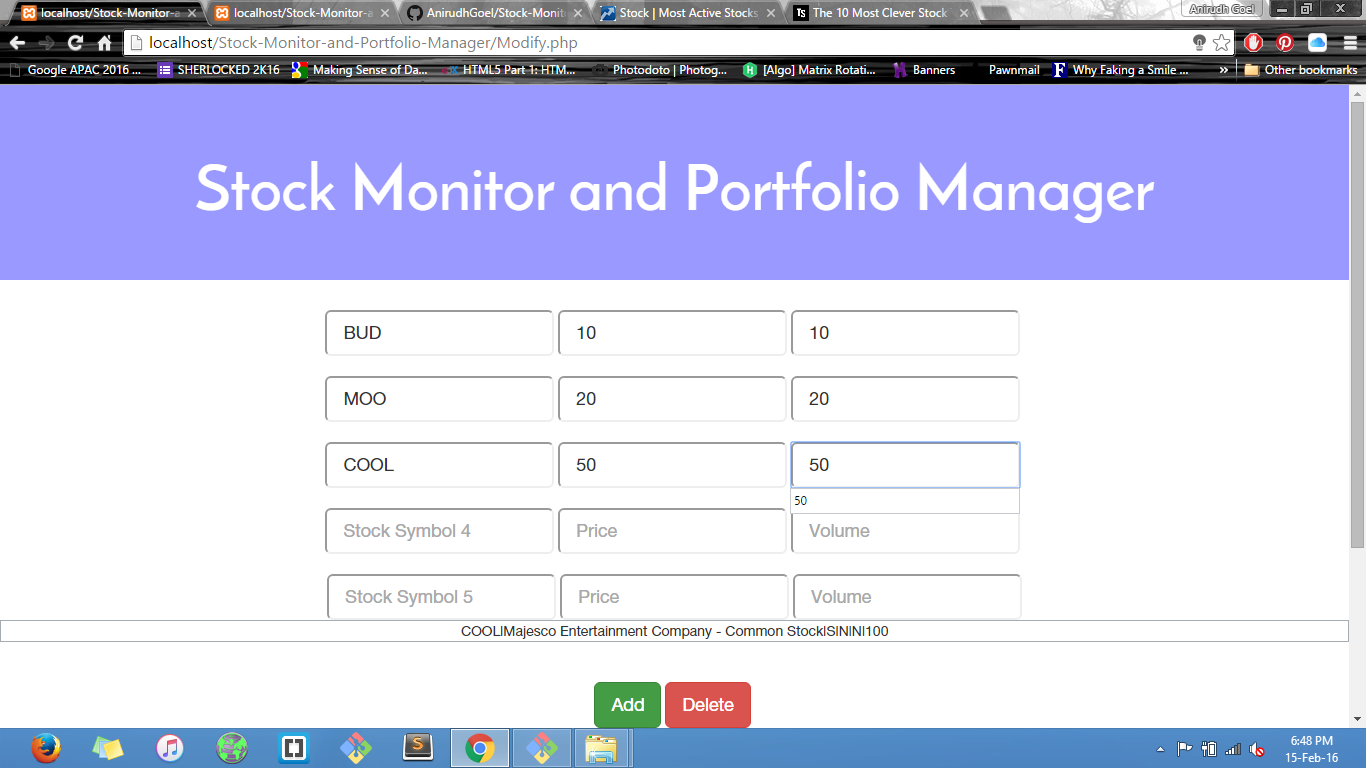 localhost/Stock-Monitor-a
localhost/Stock-Monitor-a
AnirudhGoel/Stock-Monit
Stock | Most Active Stocks
Ts The 10 Most Clever Stock
Anirudh Goel
localhost/Stock-Monitor-and-Portfolio-Manager/Modify.php
Google APAC 2016 ...
SHERLOCKED 2K16
Making Sense of Da...
HTML5 Part 1: HTM...
Photodoto | Photog...
[Algo] Matrix Rotati...
Banners
Pawnmail
Why Faking a Smile ...
»
Other bookmarks
Stock Monitor and Portfolio Manager
BUD 10 10
MOO 20 20
COOL 50 50
50
Stock Symbol 4 Price Volume
Stock Symbol 5 Price Volume
COOL|Majesco Entertainment Company - Common Stock|S|N|N|100
Add Delete
6:48 PM
15-Feb-16